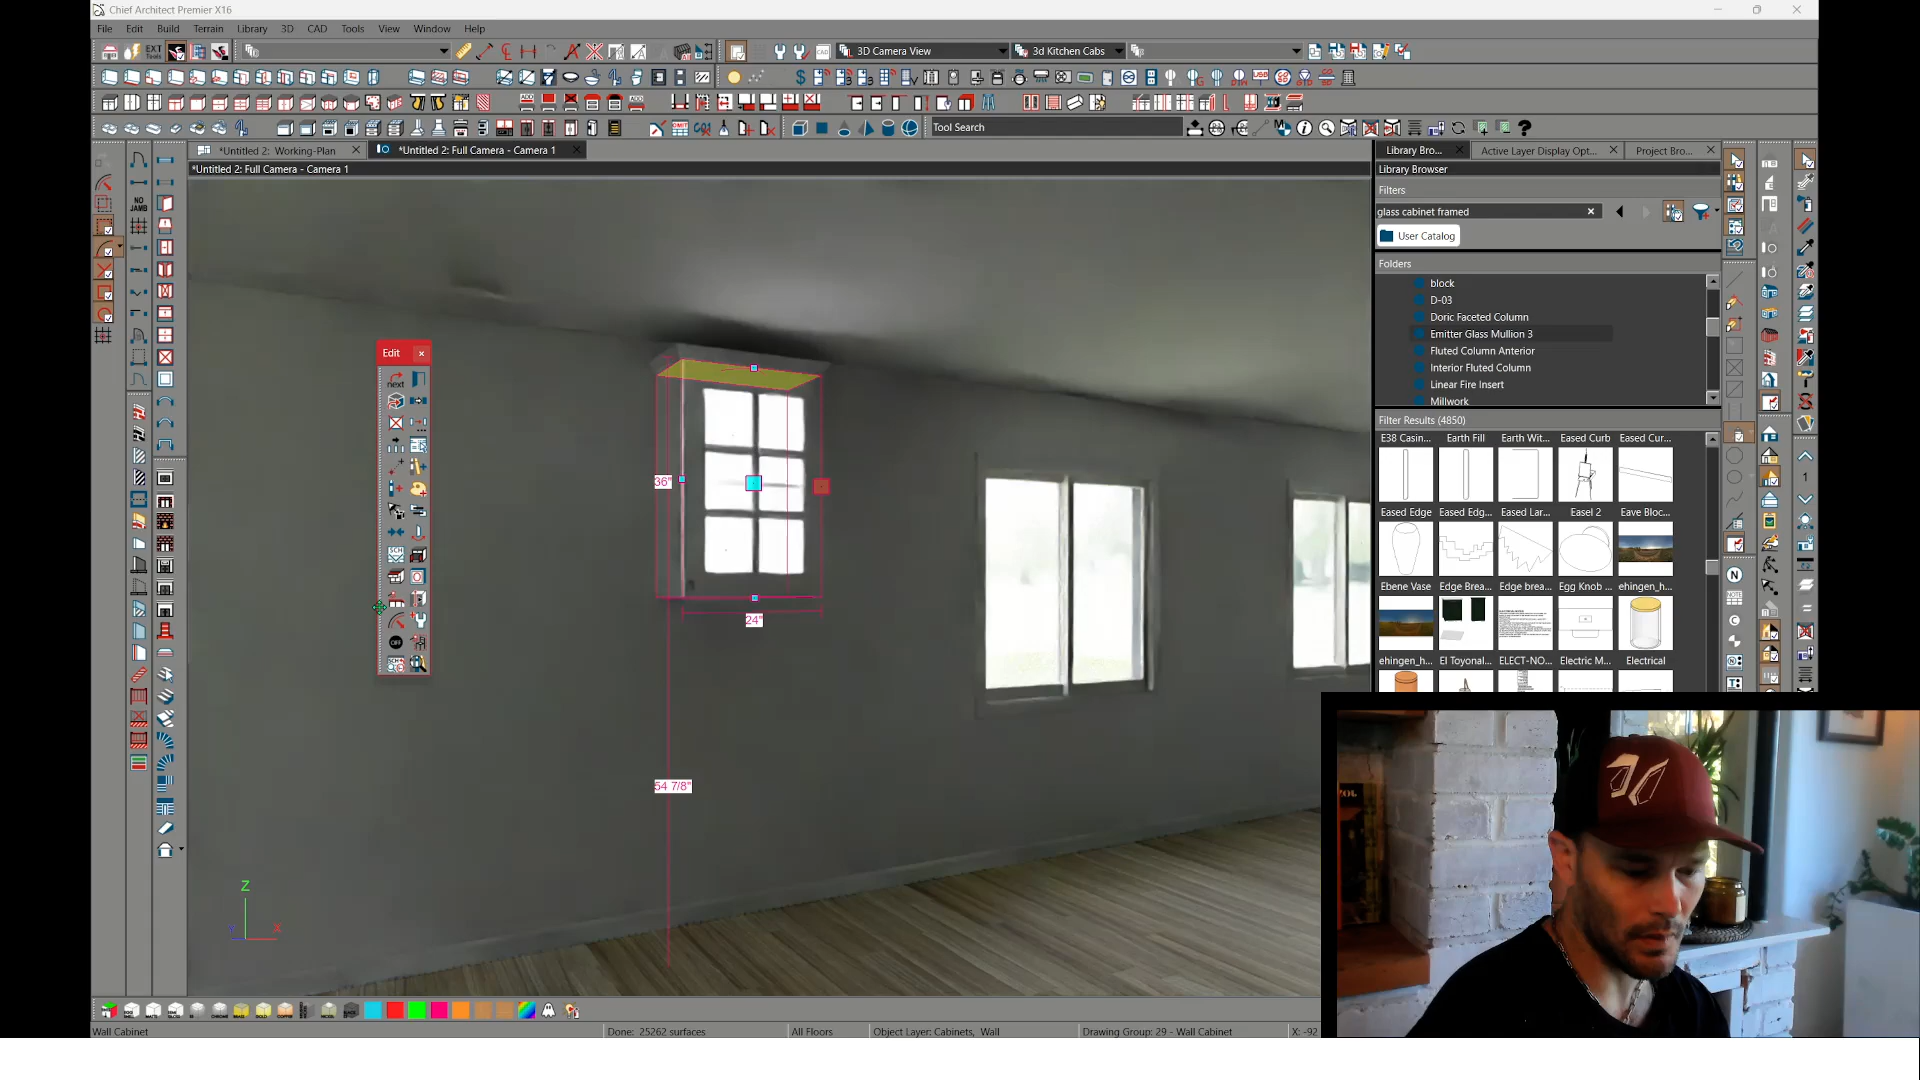 Chief Architect Premier X16
File Edit Build Terrain Library 3D CAD Tools View Window Help
EXT
3D Camera View
3d Kitchen Cabs
Tool Search
*Untitled 2: Working-Plan
*Untitled 2: Full Camera - Camera 1
*Untitled 2: Full Camera - Camera 1
Library Bro...
Active Layer Display Opt...
Project Bro...
Library Browser
Filters
glass cabinet framed
User Catalog
Folders
block
D-03
Doric Faceted Column
Emitter Glass Mullion 3
Fluted Column Anterior
Interior Fluted Column
Linear Fire Insert
Millwork
Filter Results (4850)
E38 Casin... Earth Fill Earth Wit... Eased Curb Eased Cur...
Eased Edge Eased Edg... Eased Lar... Easel 2 Eave Bloc...
Ebene Vase Edge Brea... Edge brea... Egg Knob ... ehingen_h...
ehingen_h... El Toyonal... ELECT-NO... Electric M... Electrical
NO
JAMB
Edit
next
OFF
36"
24"
54 7/8"
Z
X
Wall Cabinet
Done: 25262 surfaces
All Floors
Object Layer: Cabinets, Wall
Drawing Group: 29 - Wall Cabinet
X: -92